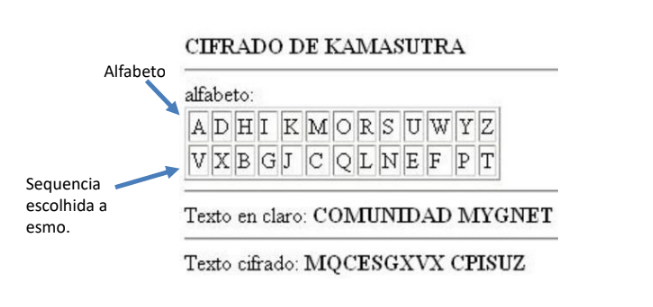 CIFRADO DE KAMASUTRA
Alfabeto
alfabeto:
A D H I K M O R S U W Y Z
V X B G J C Q L N E F P T
Sequencia
escolhida a
esmo.
Texto en claro: COMUNIDAD MYGNET
Texto cifrado: MQCESGXVX CPISUZ